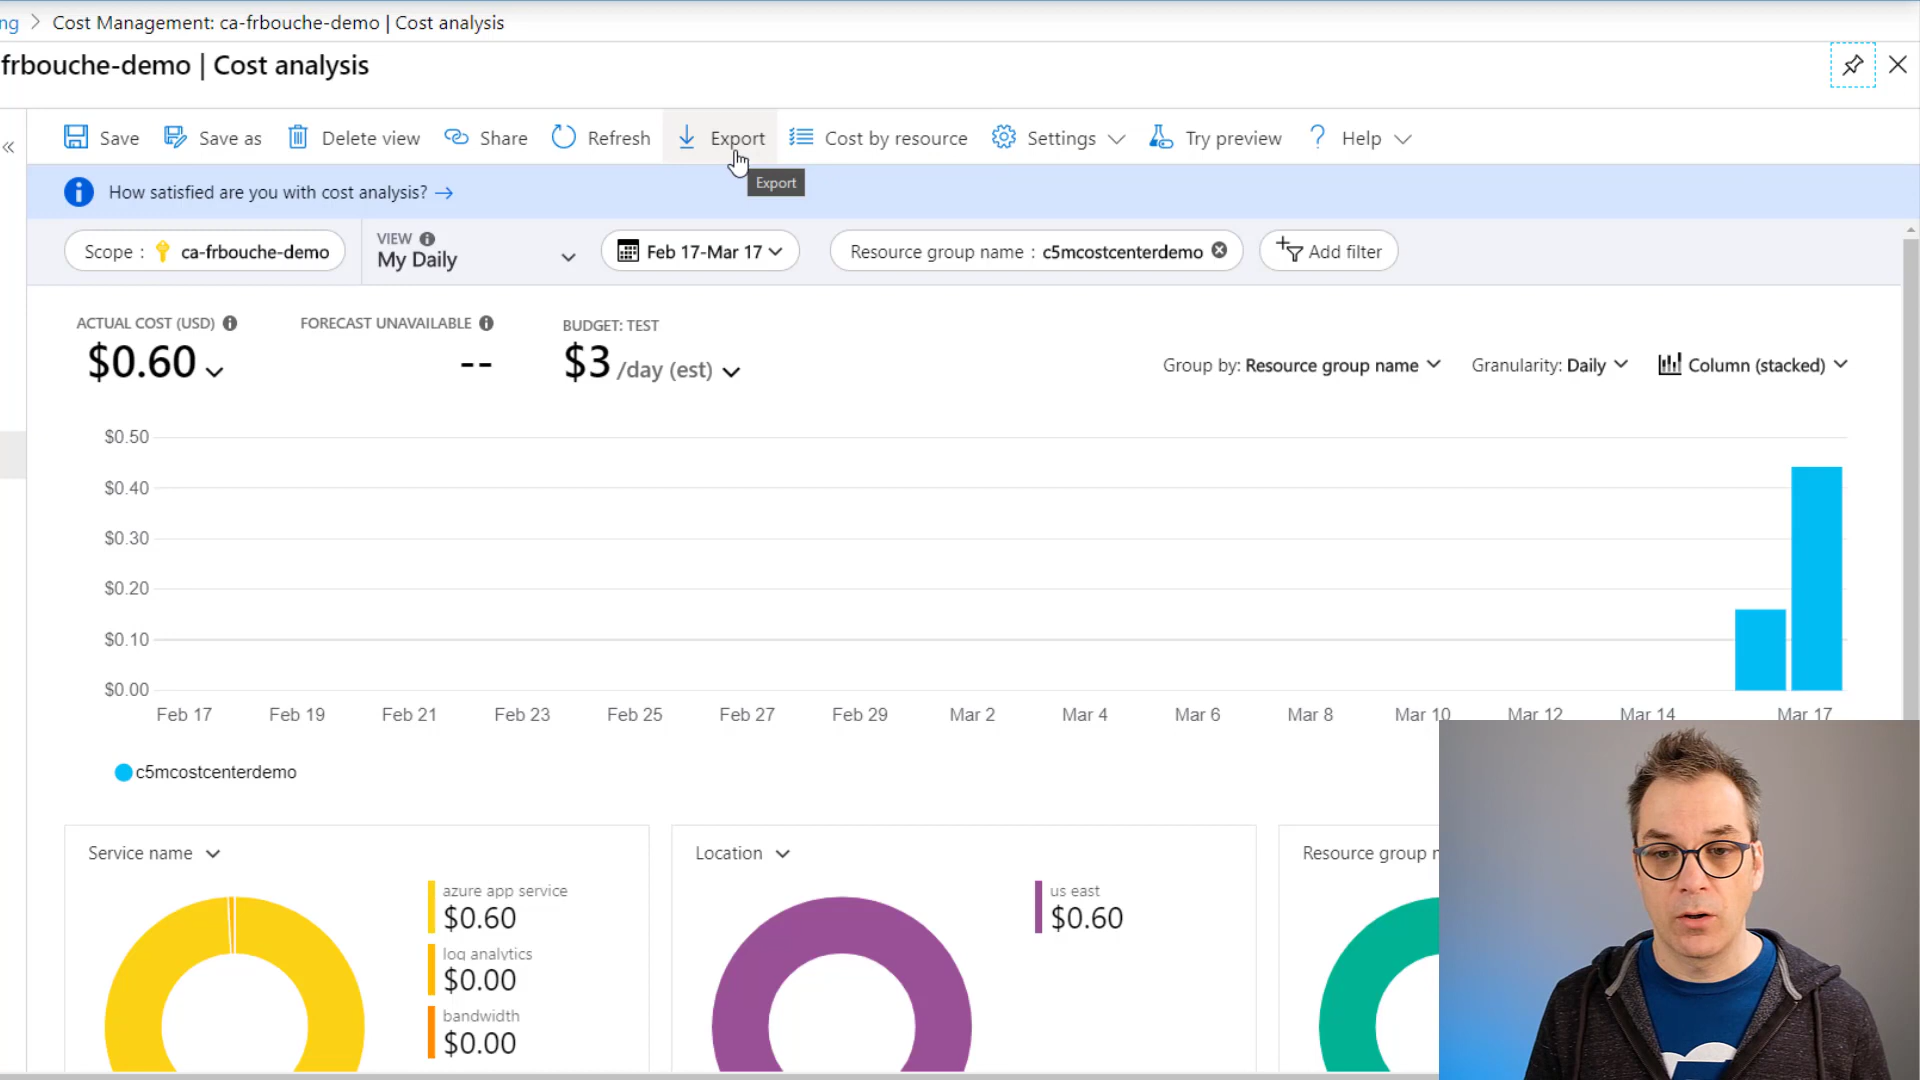 ng > Cost Management: ca-frbouche-demo | Cost analysis
frbouche-demo | Cost analysis
« Save Save as Delete view Share Refresh Export Cost by resource Settings Try preview ? Help
Export
How satisfied are you with cost analysis? →
Scope : ca-frbouche-demo
VIEW
My Daily
Feb 17-Mar 17
Resource group name : c5mcostcenterdemo
Add filter
ACTUAL COST (USD)
$0.60
FORECAST UNAVAILABLE
--
BUDGET: TEST
$3 /day (est)
Group by: Resource group name
Granularity: Daily
Column (stacked)
$0.50
$0.40
$0.30
$0.20
$0.10
$0.00
Feb 17 Feb 19 Feb 21 Feb 23 Feb 25 Feb 27 Feb 29 Mar 2 Mar 4 Mar 6 Mar 8 Mar 10 Mar 12 Mar 14 Mar 17
c5mcostcenterdemo
Service name
azure app service
$0.60
log analytics
$0.00
bandwidth
$0.00
Location
us east
$0.60
Resource group